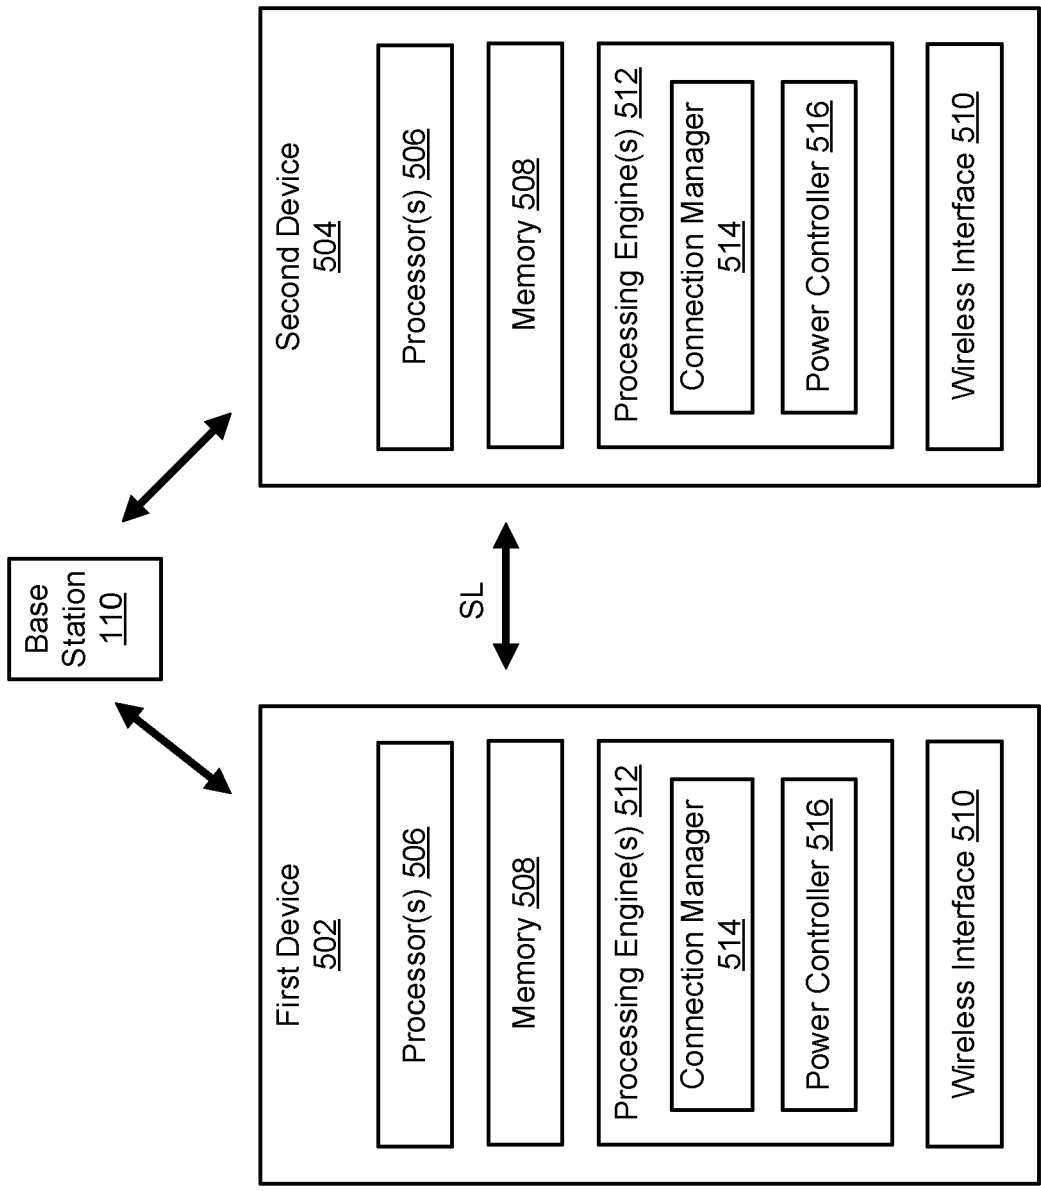 Base
Station
110
SL
First Device
502
Processor(s) 506
Memory 508
Processing Engine(s) 512
Connection Manager
514
Power Controller 516
Wireless Interface 510
Second Device
504
Processor(s) 506
Memory 508
Processing Engine(s) 512
Connection Manager
514
Power Controller 516
Wireless Interface 510